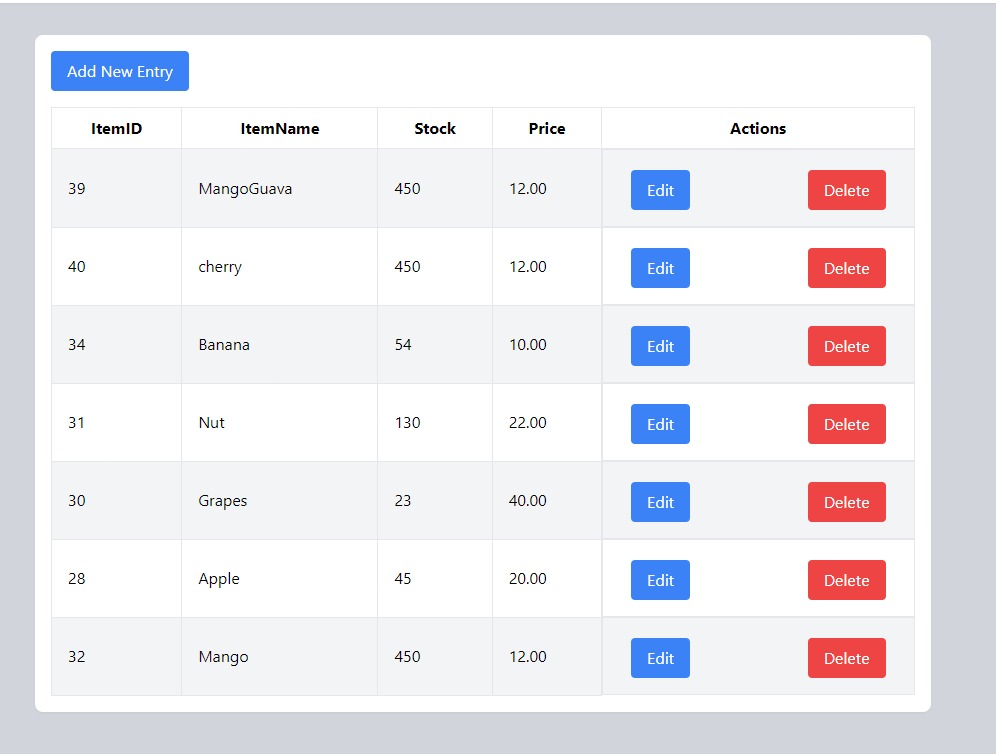 Add New Entry
ItemID ItemName Stock Price Actions
39 MangoGuava 450 12.00 Edit Delete
40 cherry 450 12.00 Edit Delete
34 Banana 54 10.00 Edit Delete
31 Nut 130 22.00 Edit Delete
30 Grapes 23 40.00 Edit Delete
28 Apple 45 20.00 Edit Delete
32 Mango 450 12.00 Edit Delete